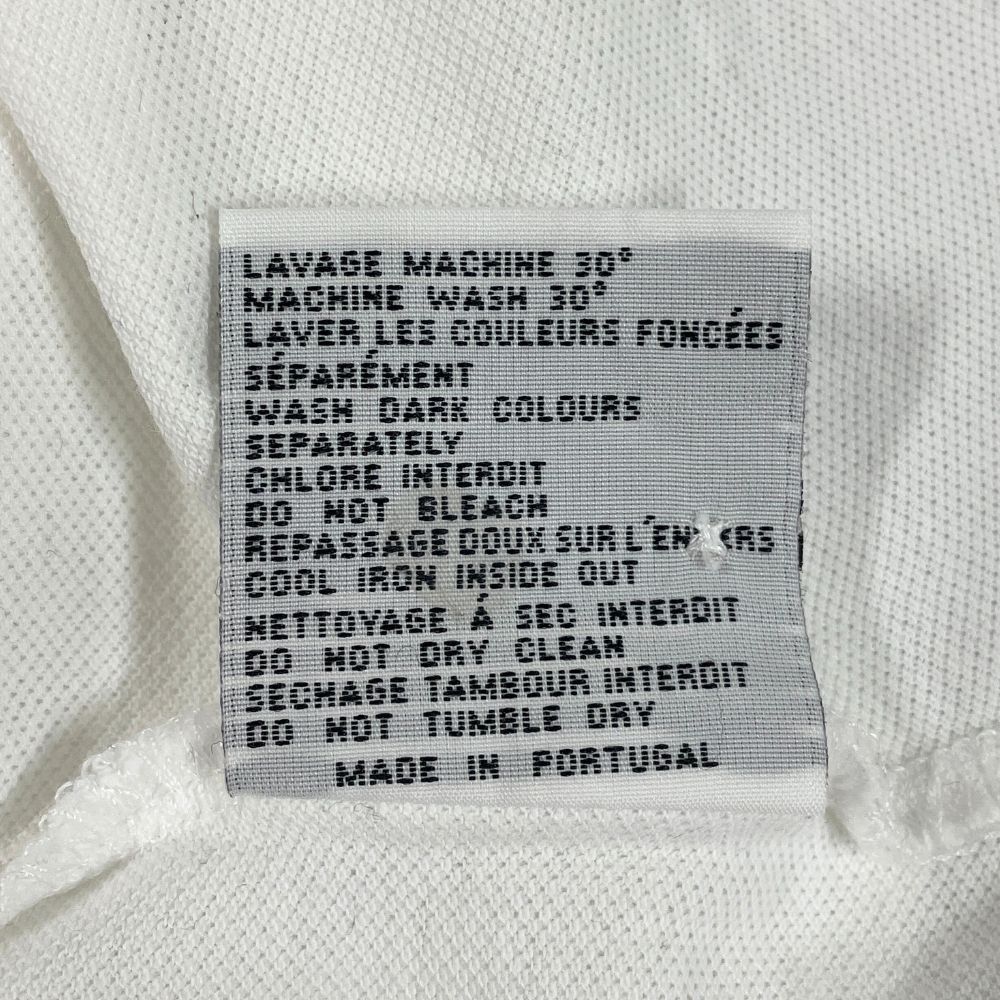 LAVAGE MACHINE 30°
MACHINE WASH 30°
LAVER LES COULEURS FONCÉES
SÉPARÉMENT
WASH DARK COLOURS
SEPARATELY
CHLORE INTERDIT
DO NOT BLEACH
REPASSAGE DOUX SUR L'ENVERS
COOL IRON INSIDE OUT
NETTOYAGE À SEC INTERDIT
DO NOT DRY CLEAN
SECHAGE TAMBOUR INTERDIT
DO NOT TUMBLE DRY
MADE IN PORTUGAL